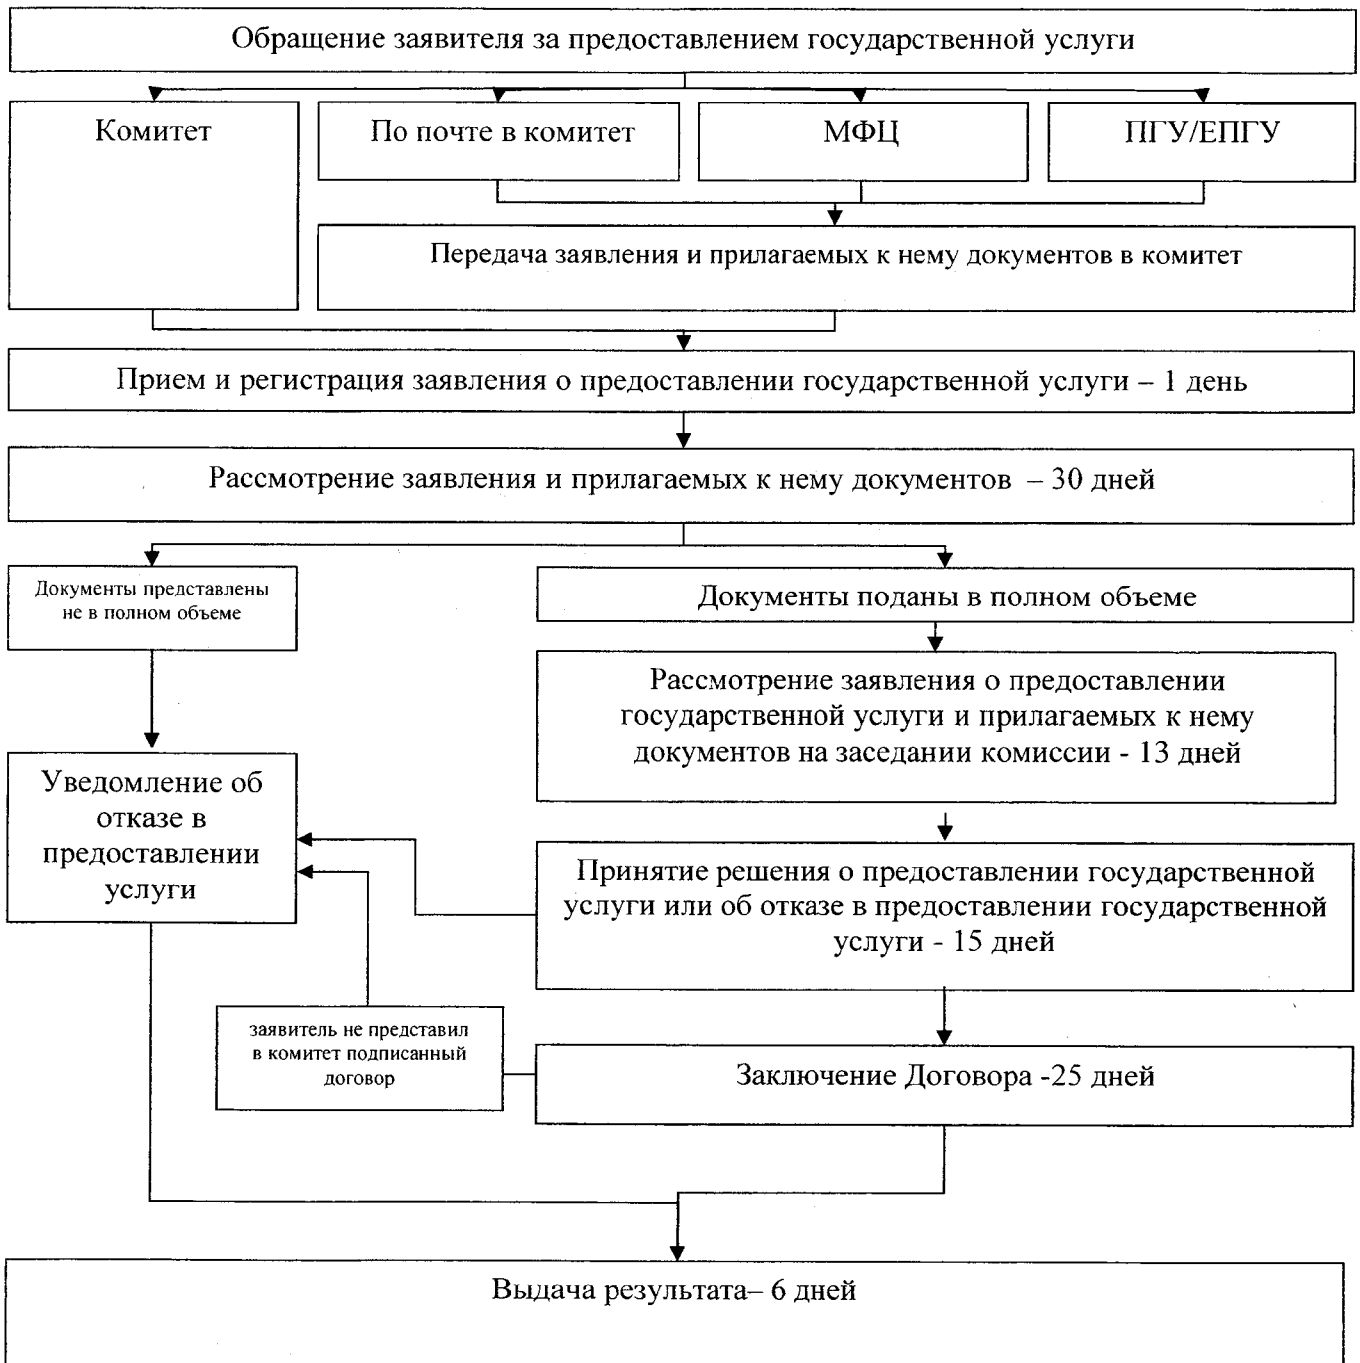 Обращение заявителя за предоставлением государственной услуги
Комитет
По почте в комитет
МФЦ
ПГУ/ЕПГУ
Передача заявления и прилагаемых к нему документов в комитет
Прием и регистрация заявления о предоставлении государственной услуги – 1 день
Рассмотрение заявления и прилагаемых к нему документов – 30 дней
Документы представлены
не в полном объеме
Документы поданы в полном объеме
Рассмотрение заявления о предоставлении
государственной услуги и прилагаемых к нему
документов на заседании комиссии - 13 дней
Уведомление об
отказе в
предоставлении
услуги
Принятие решения о предоставлении государственной
услуги или об отказе в предоставлении государственной
услуги - 15 дней
заявитель не представил
в комитет подписанный
договор
Заключение Договора -25 дней
Выдача результата– 6 дней